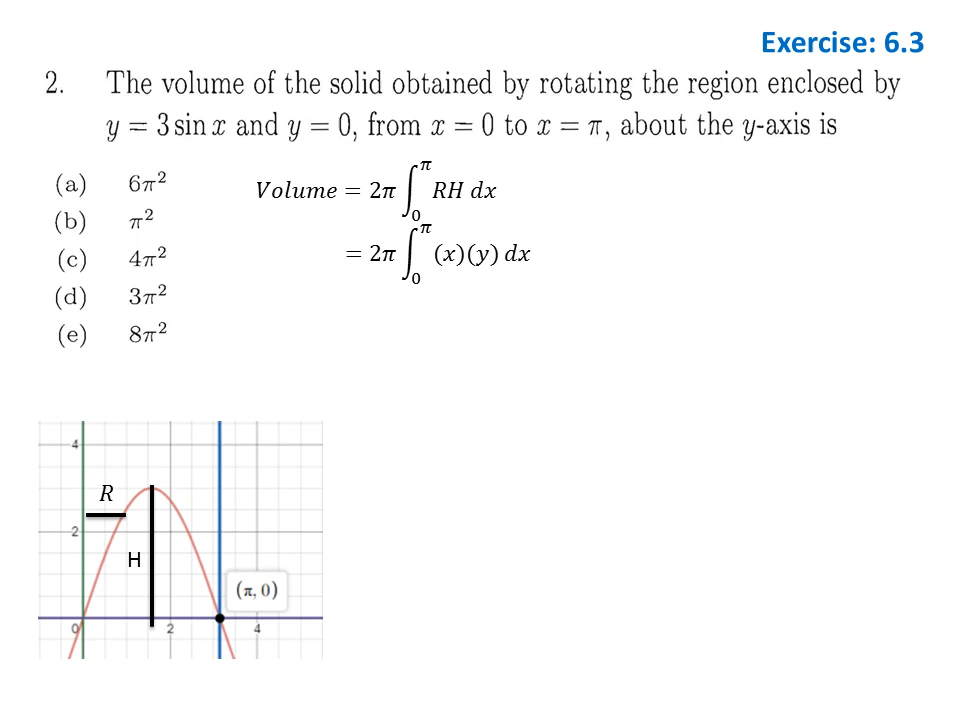 Exercise: 6.3
2. The volume of the solid obtained by rotating the region enclosed by
y = 3 sin x and y = 0, from x = 0 to x = π, about the y-axis is
(a) 6π²
(b) π²
(c) 4π²
(d) 3π²
(e) 8π²
Volume = 2π ∫₀^π RH dx
= 2π ∫₀^π (x)(y) dx
4
R
2
H
(π, 0)
0 2 4